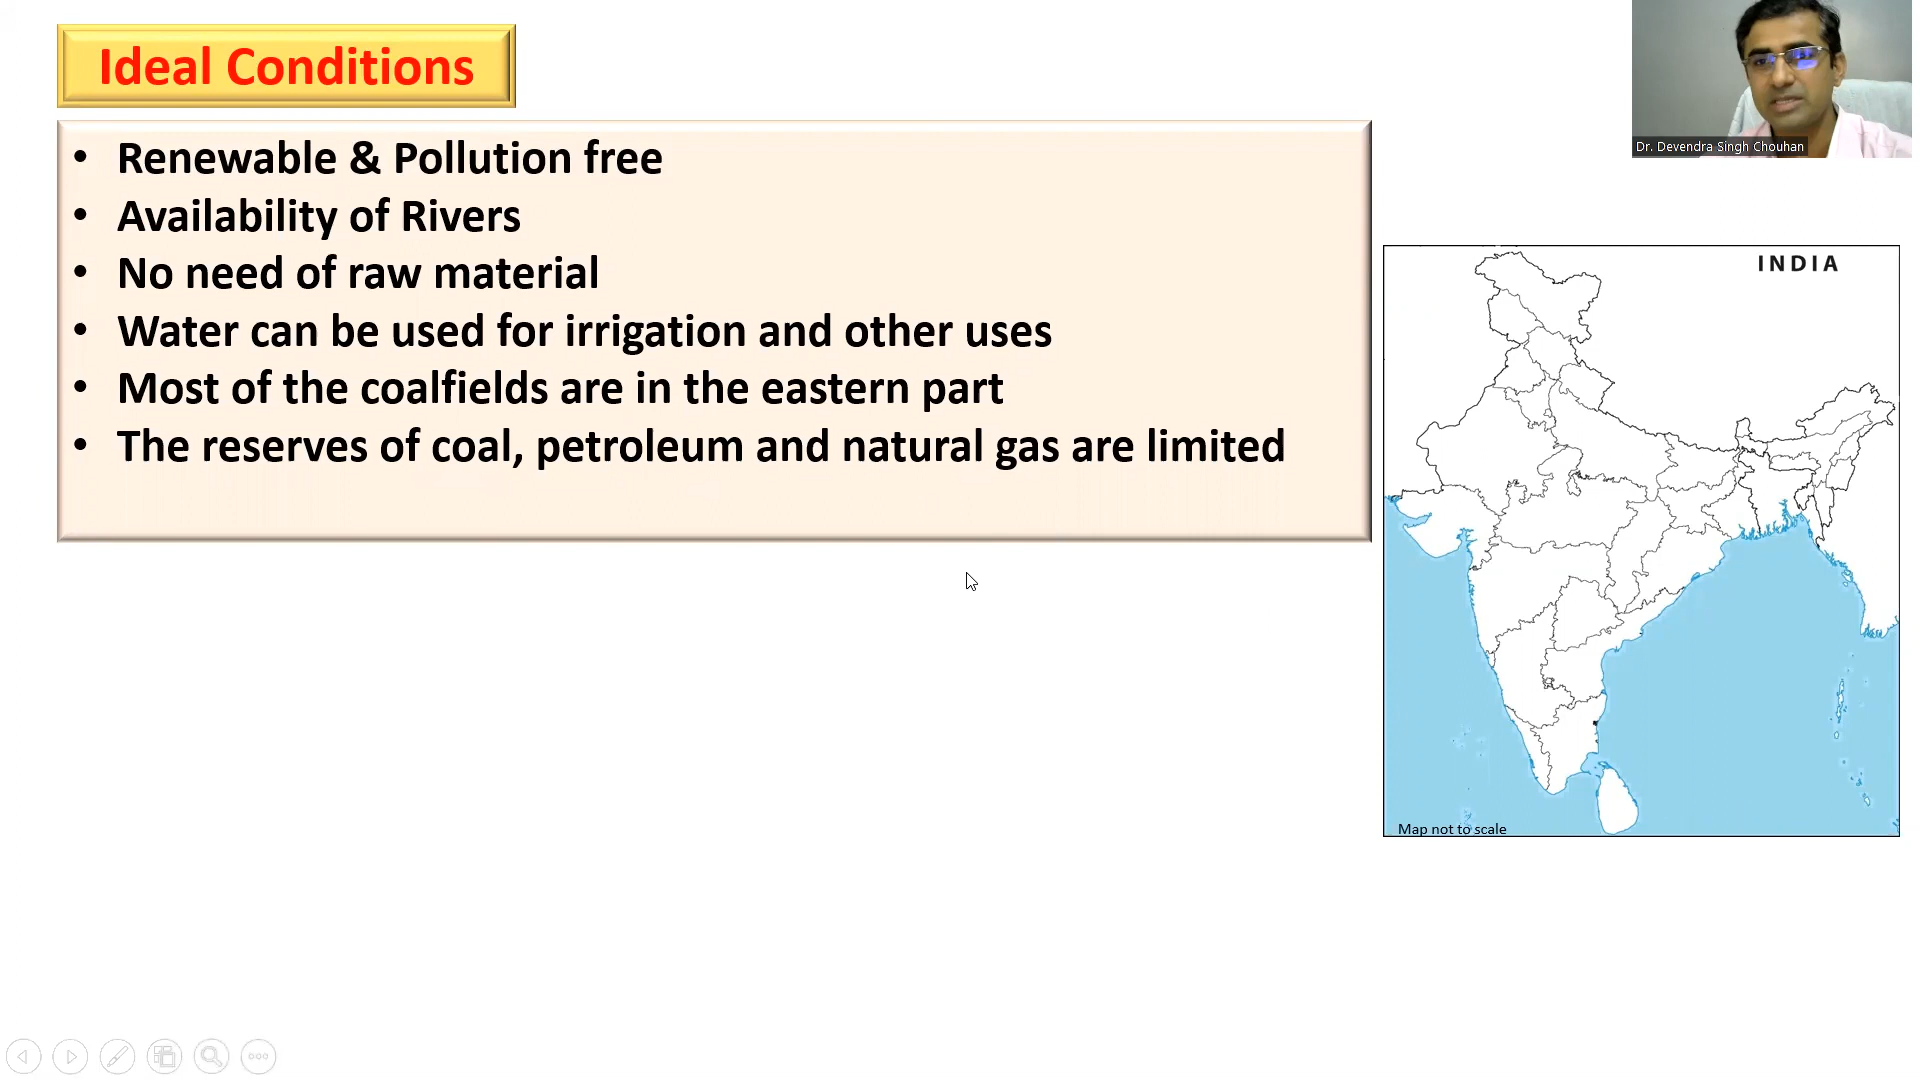 Ideal Conditions
• Renewable & Pollution free
• Availability of Rivers
• No need of raw material
• Water can be used for irrigation and other uses
• Most of the coalfields are in the eastern part
• The reserves of coal, petroleum and natural gas are limited
Dr. Devendra Singh Chouhan
INDIA
Map not to scale